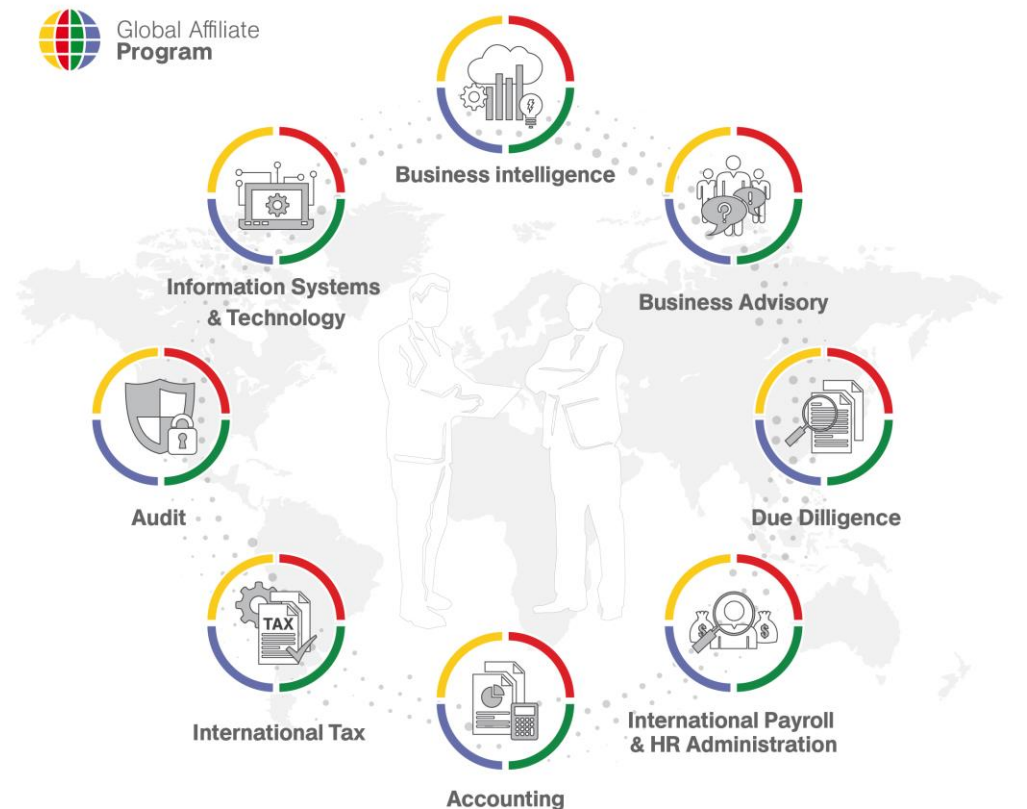 Global Affiliate
Program
Business intelligence
Information Systems
& Technology
Business Advisory
Audit
Due Dilligence
TAX
International Tax
International Payroll
& HR Administration
Accounting